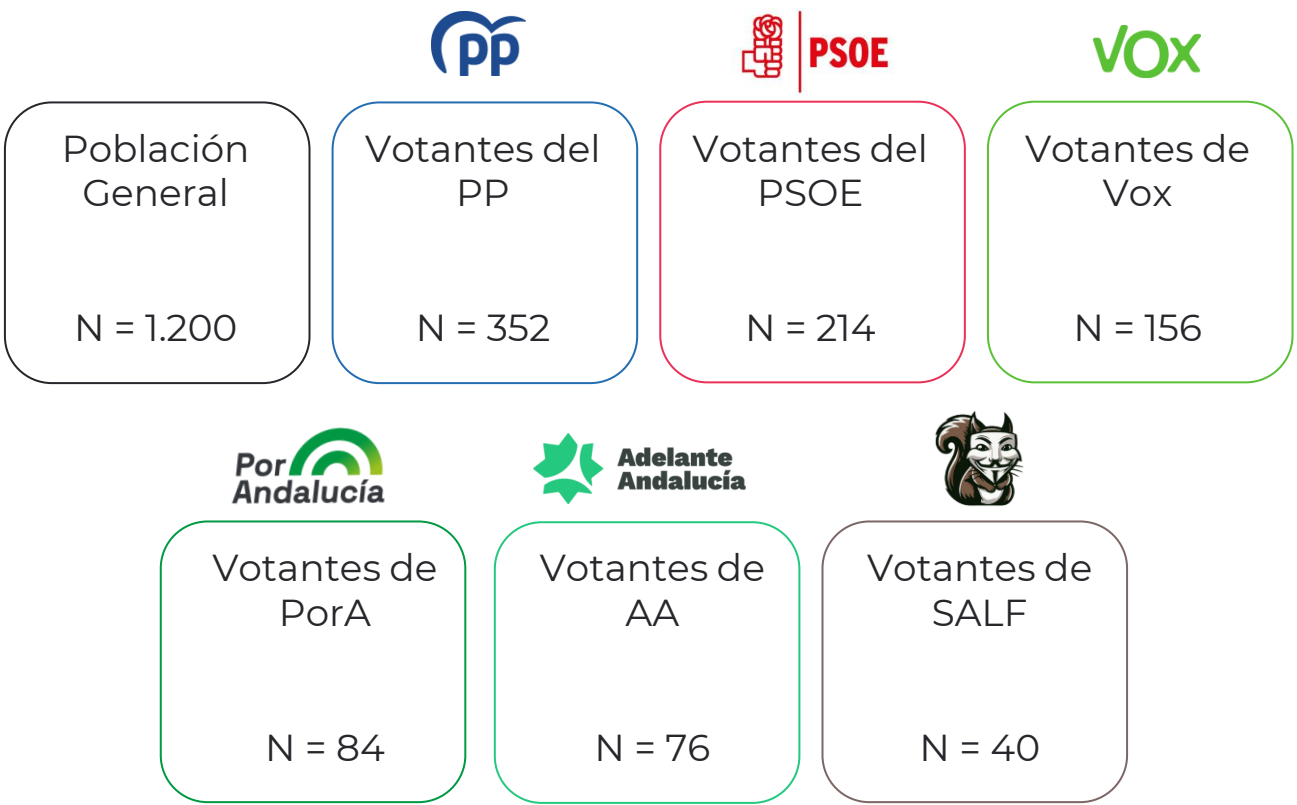 pp
PSOE
VOX
Población
General
N = 1.200
Votantes del
PP
N = 352
Votantes del
PSOE
N = 214
Votantes de
Vox
N = 156
Por
Andalucía
Adelante
Andalucía
Votantes de
PorA
N = 84
Votantes de
AA
N = 76
Votantes de
SALF
N = 40